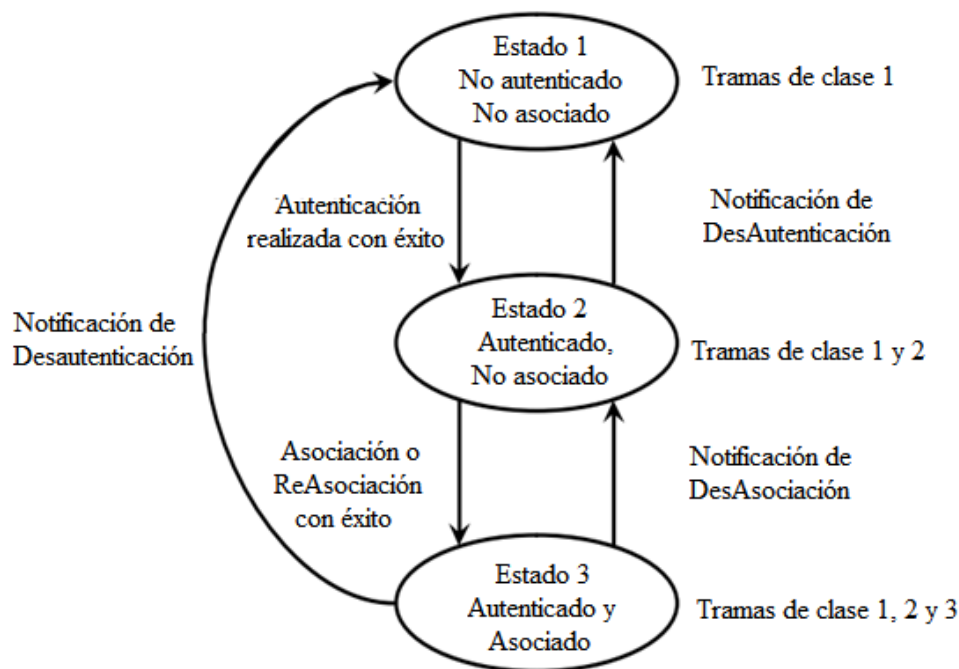 Estado 1
No autenticado
No asociado
Tramas de clase 1
Autenticación
realizada con éxito
Notificación de
DesAutenticación
Notificación de
Desautenticación
Estado 2
Autenticado,
No asociado
Tramas de clase 1 y 2
Asociación o
ReAsociación
con éxito
Notificación de
DesAsociación
Estado 3
Autenticado y
Asociado
Tramas de clase 1, 2 y 3